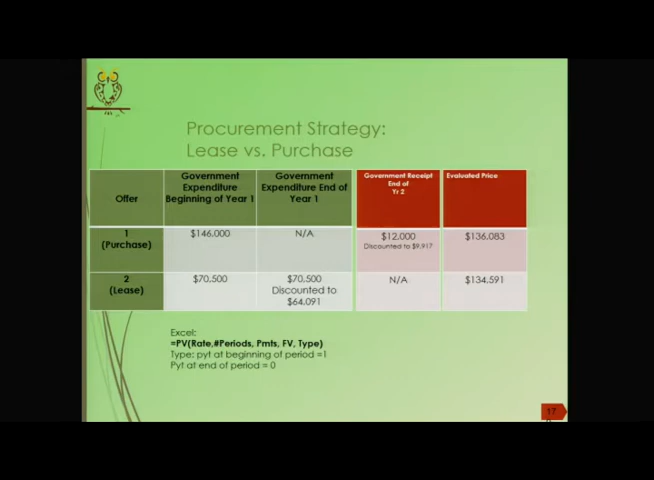 Procurement Strategy:
Lease vs. Purchase
Offer
Government
Expenditure
Beginning of Year 1
Government
Expenditure End of
Year 1
Government Receipt
End of
Yr 2
Evaluated Price
1
(Purchase)
$146,000
N/A
$12,000
Discounted to $9,917
$136,083
2
(Lease)
$70,500
$70,500
Discounted to
$64,091
N/A
$134,591
Excel:
=PV(Rate,#Periods, Pmts, FV, Type)
Type: pyt at beginning of period =1
Pyt at end of period = 0
17